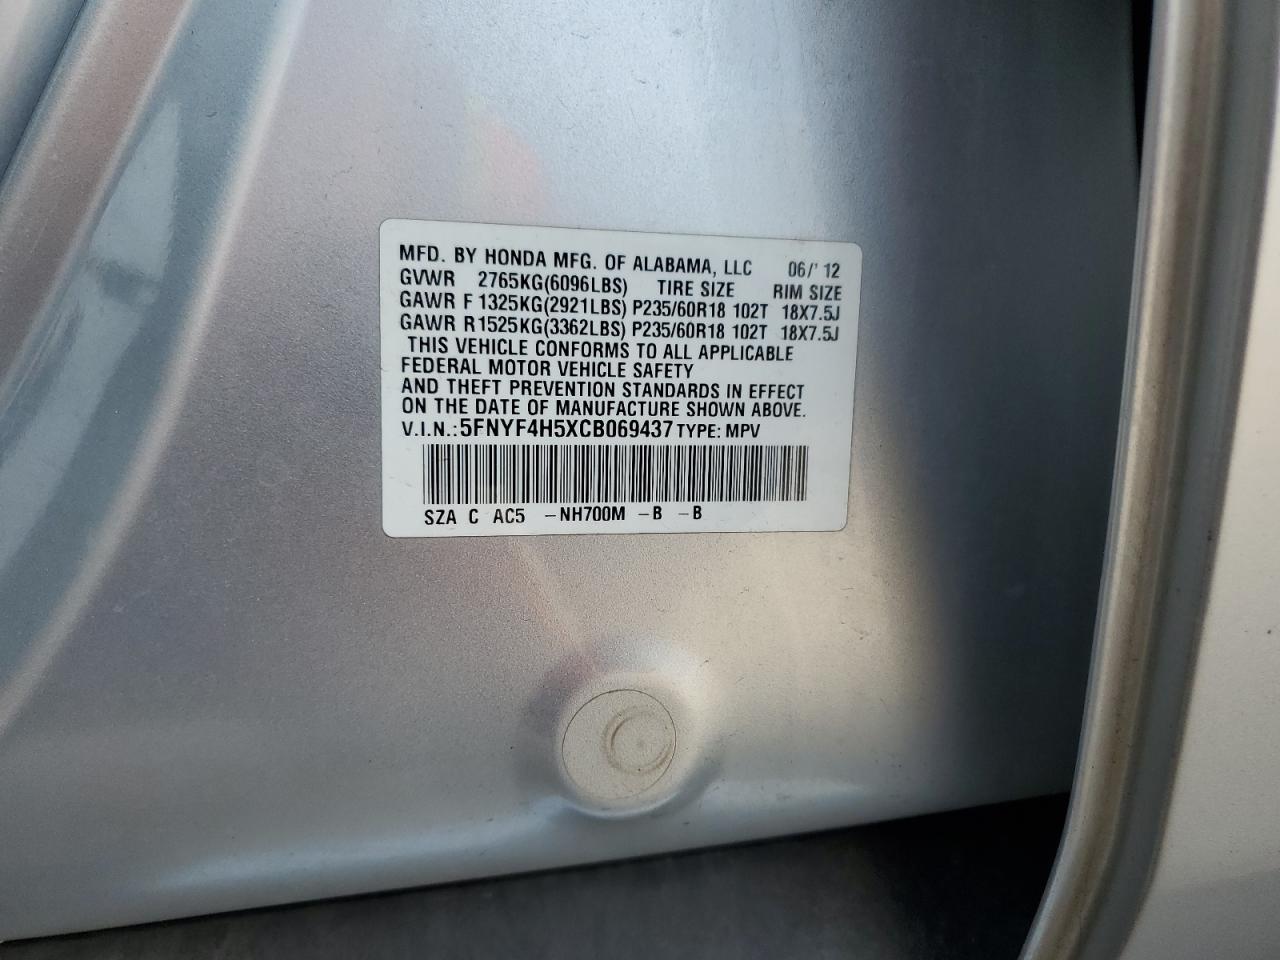 MFD. BY HONDA MFG. OF ALABAMA, LLC 06/'12
GVWR 2765KG(6096LBS) TIRE SIZE RIM SIZE
GAWR F 1325KG(2921LBS) P235/60R18 102T 18X7.5J
GAWR R1525KG(3362LBS) P235/60R18 102T 18X7.5J
THIS VEHICLE CONFORMS TO ALL APPLICABLE
FEDERAL MOTOR VEHICLE SAFETY
AND THEFT PREVENTION STANDARDS IN EFFECT
ON THE DATE OF MANUFACTURE SHOWN ABOVE.
V.I.N.:5FNYF4H5XCB069437 TYPE: MPV
SZA C AC5 -NH700M -B -B